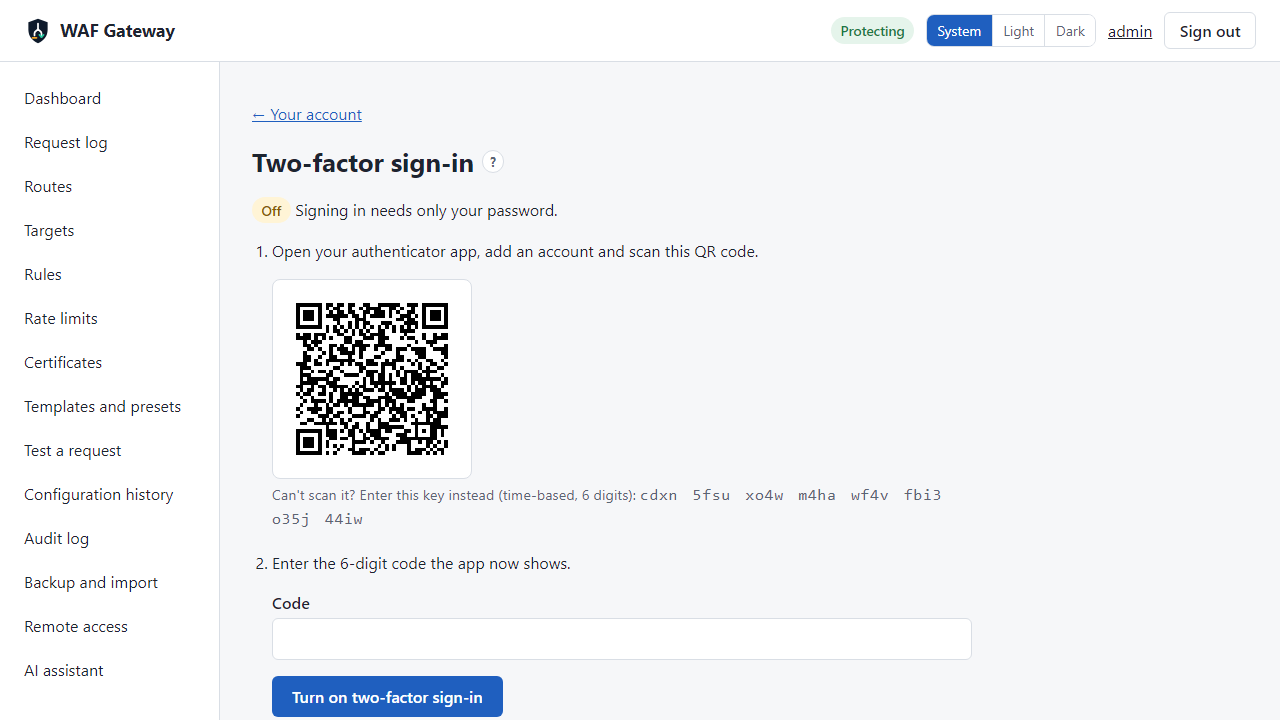 WAF Gateway
Protecting
System
Light
Dark
admin
Sign out
Dashboard
Request log
Routes
Targets
Rules
Rate limits
Certificates
Templates and presets
Test a request
Configuration history
Audit log
Backup and import
Remote access
AI assistant
← Your account
Two-factor sign-in ?
Off Signing in needs only your password.
1. Open your authenticator app, add an account and scan this QR code.
Can't scan it? Enter this key instead (time-based, 6 digits): cdxn 5fsu xo4w m4ha wf4v fbi3
o35j 44iw
2. Enter the 6-digit code the app now shows.
Code
Turn on two-factor sign-in